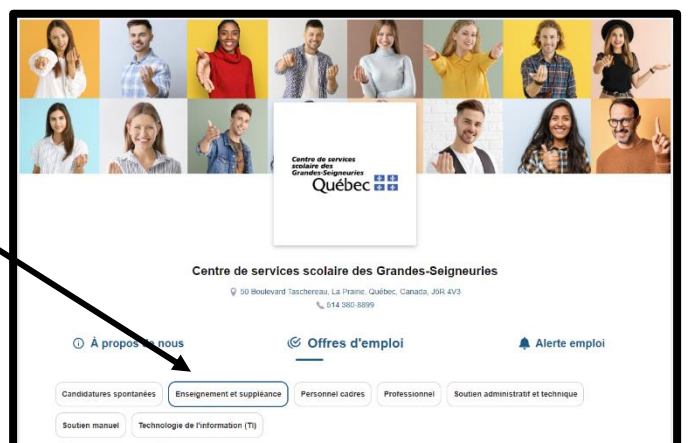 Centre de services
scolaire des
Grandes-Seigneuries
Québec
Centre de services scolaire des Grandes-Seigneuries
50 Boulevard Taschereau, La Prairie, Québec, Canada, J5R 4V3
514 380-8899
À propos de nous
Offres d'emploi
Alerte emploi
Candidatures spontanées
Enseignement et suppléance
Personnel cadres
Professionnel
Soutien administratif et technique
Soutien manuel
Technologie de l'information (TI)